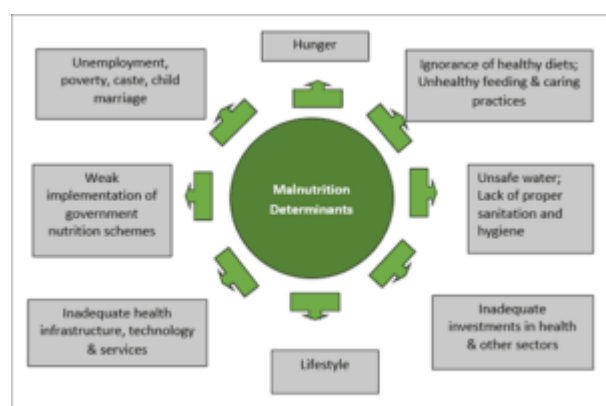 Hunger
Unemployment,
poverty, caste, child
marriage
Ignorance of healthy diets;
Unhealthy feeding & caring
practices
Weak
implementation of
government
nutrition schemes
Malnutrition
Determinants
Unsafe water;
Lack of proper
sanitation and
hygiene
Inadequate health
infrastructure, technology
& services
Lifestyle
Inadequate
investments in health
& other sectors